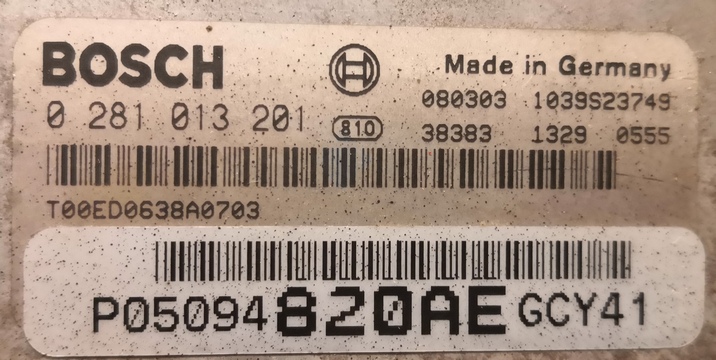 BOSCH
Made in Germany
080303 1039S23749
0 281 013 201
810
38383 1329 0555
T00ED0638A0703
P05094820AE GCY41